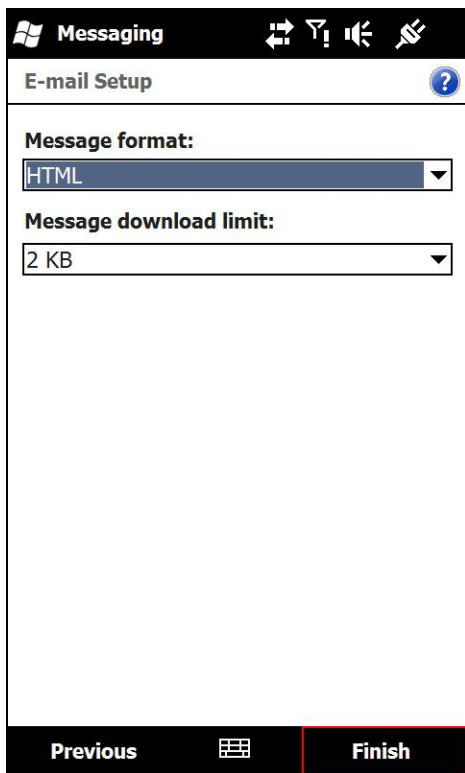 Messaging
E-mail Setup
?
Message format:
HTML
Message download limit:
2 KB
Previous Finish